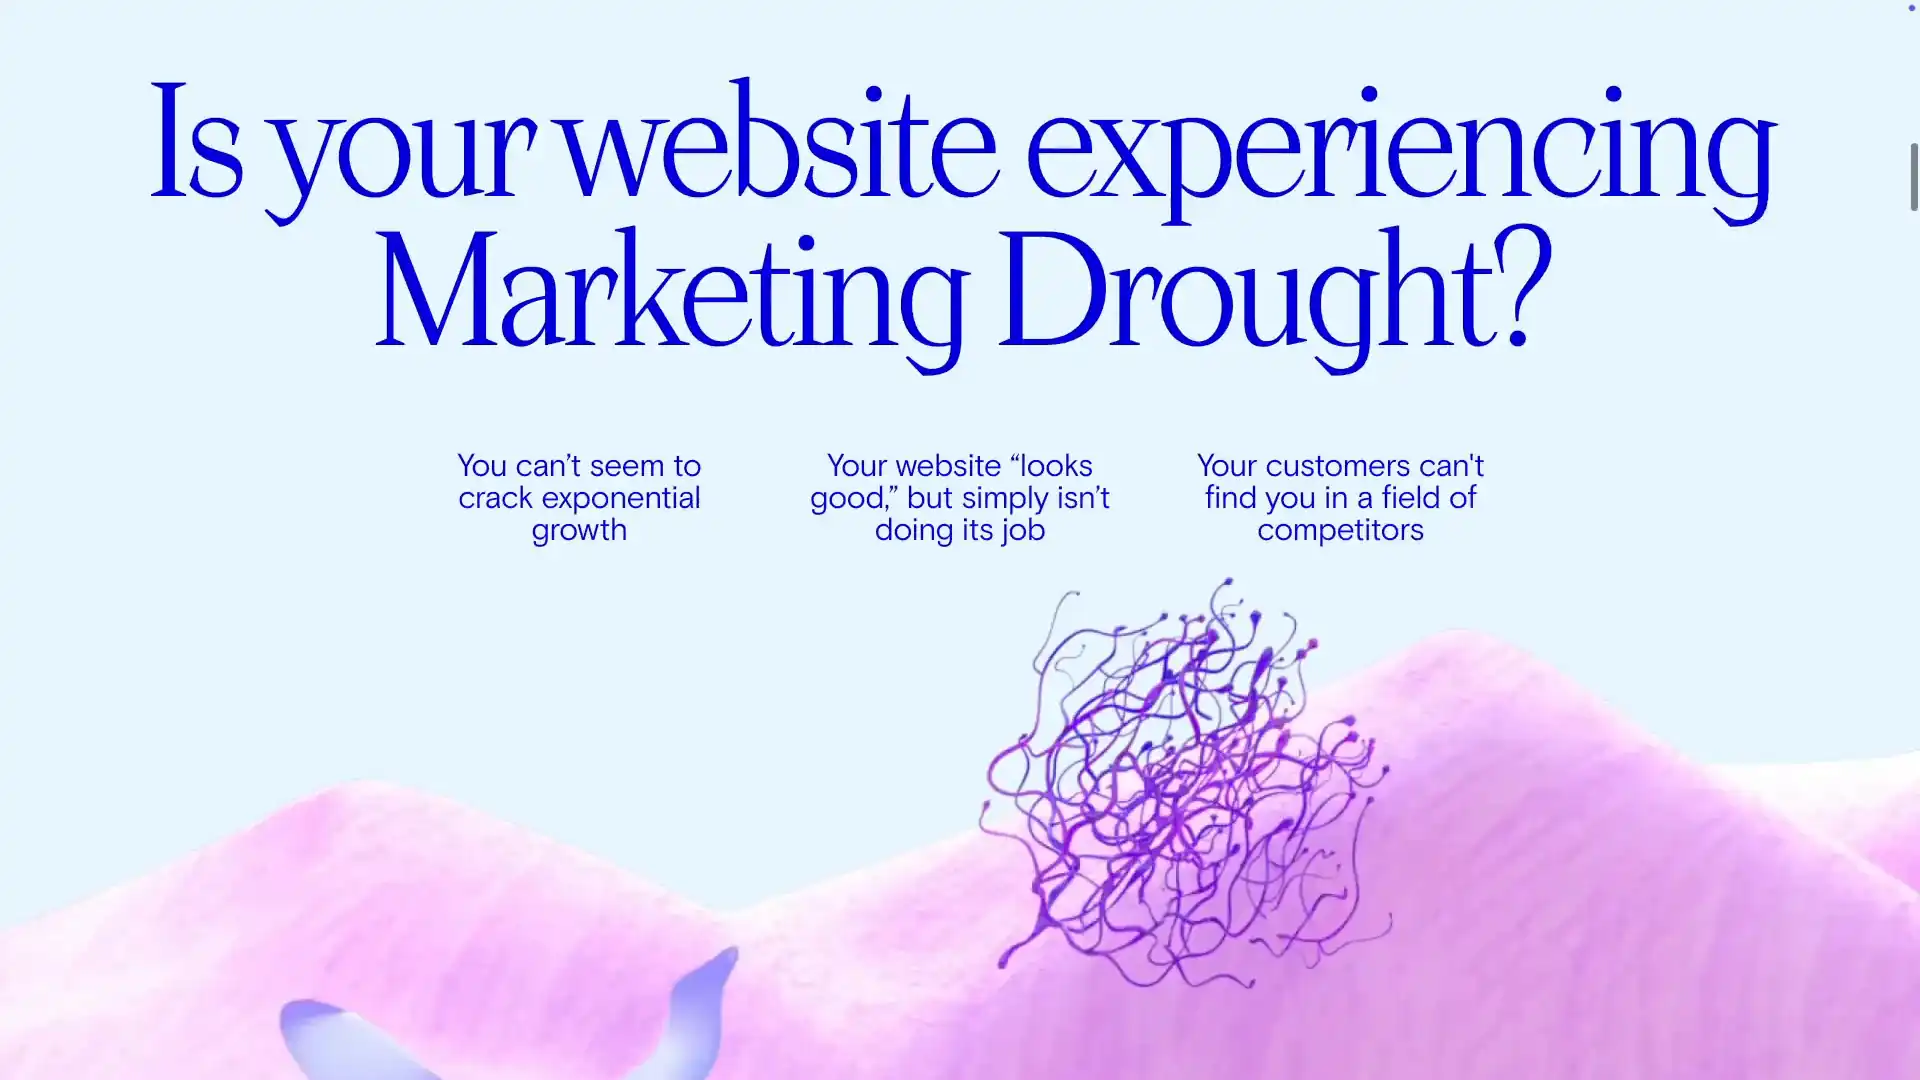 Is your website experiencing
Marketing Drought?
You can’t seem to
crack exponential
growth
Your website “looks
good,” but simply isn’t
doing its job
Your customers can't
find you in a field of
competitors